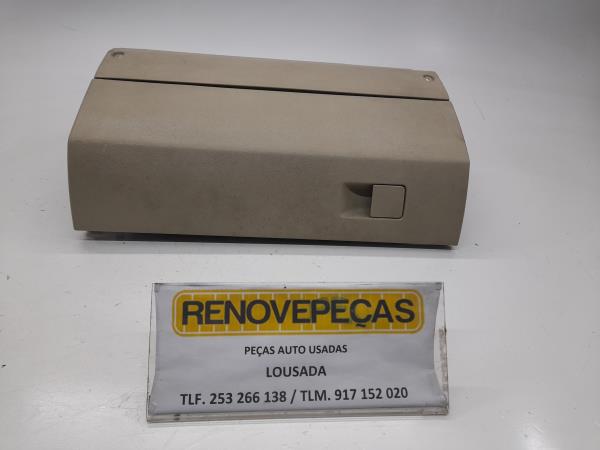 RENOVEPEÇAS
PEÇAS AUTO USADAS
LOUSADA
TLF. 253 266 138 / TLM. 917 152 020